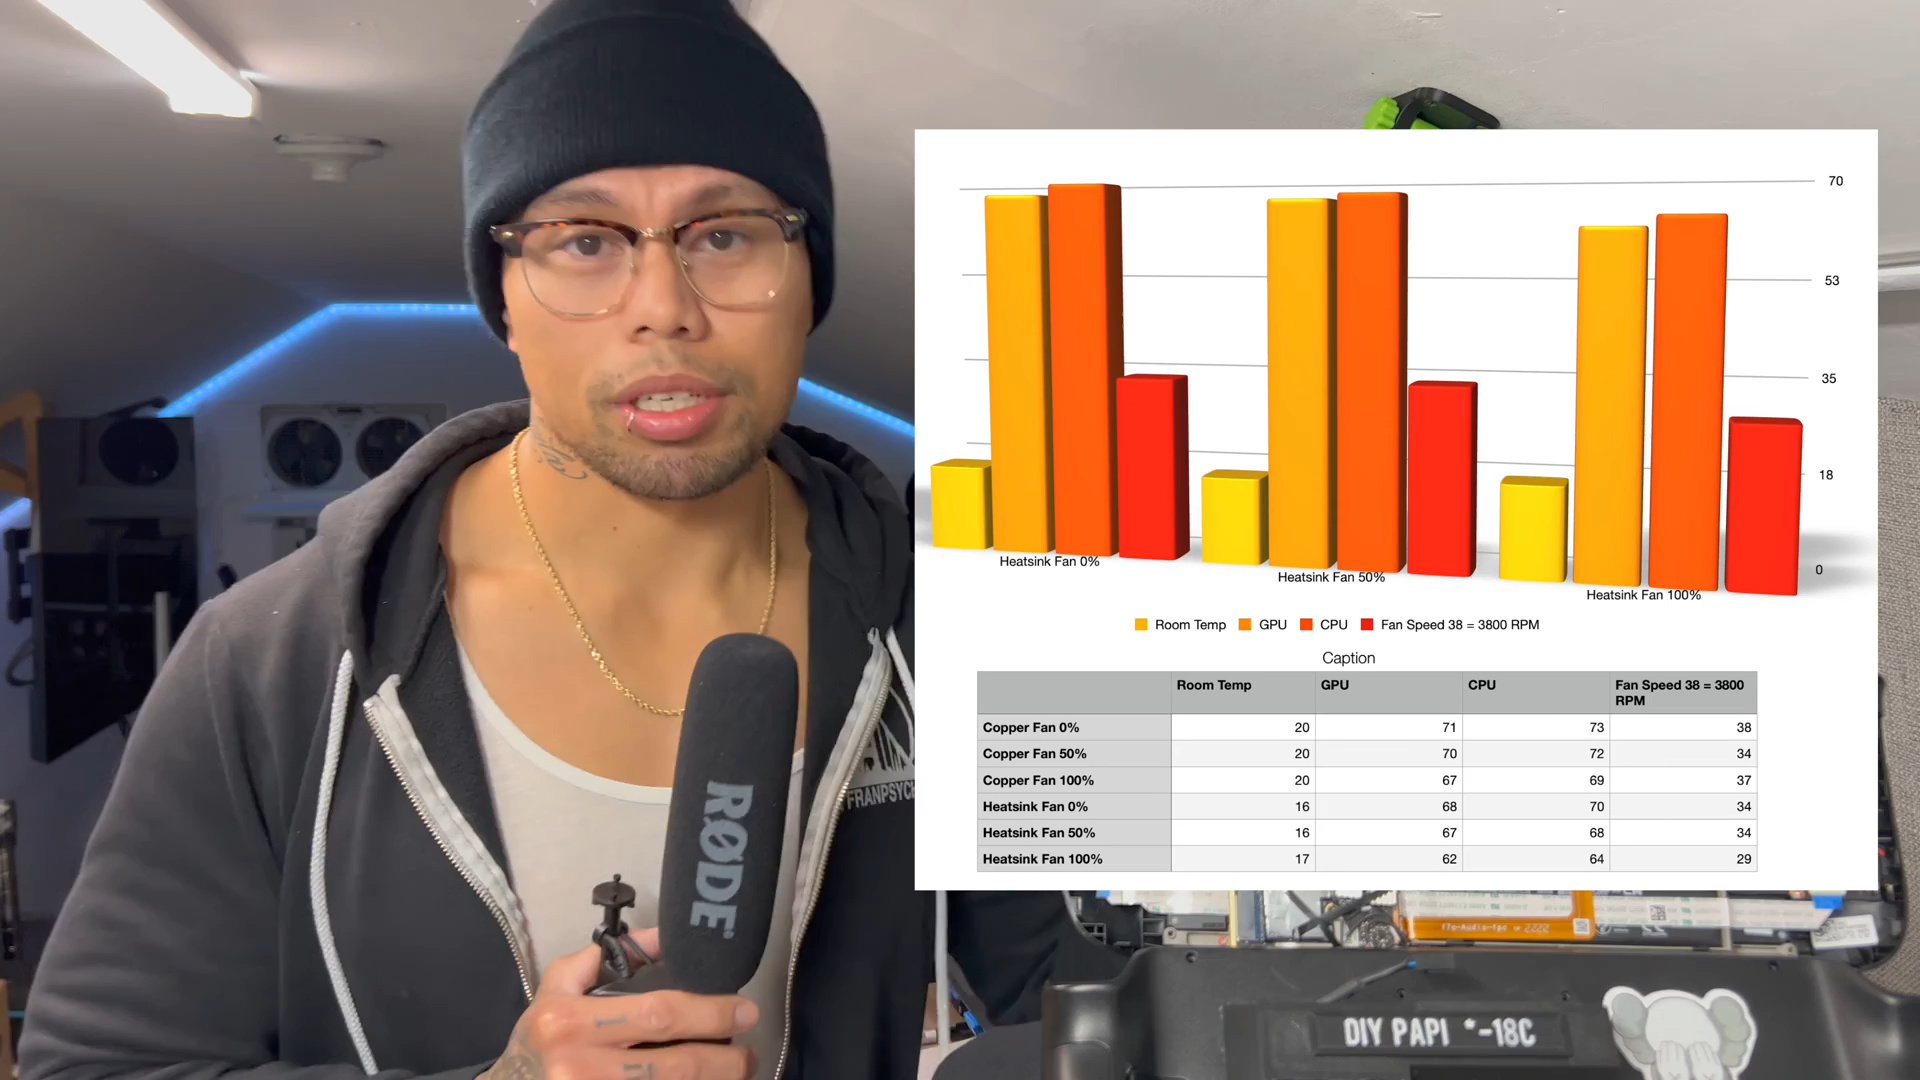 70
53
35
18
0
Heatsink Fan 0%
Heatsink Fan 50%
Heatsink Fan 100%
Room Temp GPU CPU Fan Speed 38 = 3800 RPM
Caption
Room Temp GPU CPU Fan Speed 38 = 3800 RPM
Copper Fan 0% 20 71 73 38
Copper Fan 50% 20 70 72 34
Copper Fan 100% 20 67 69 37
Heatsink Fan 0% 16 68 70 34
Heatsink Fan 50% 16 67 68 34
Heatsink Fan 100% 17 62 64 29
RØDE
DIY PAPI *-18C